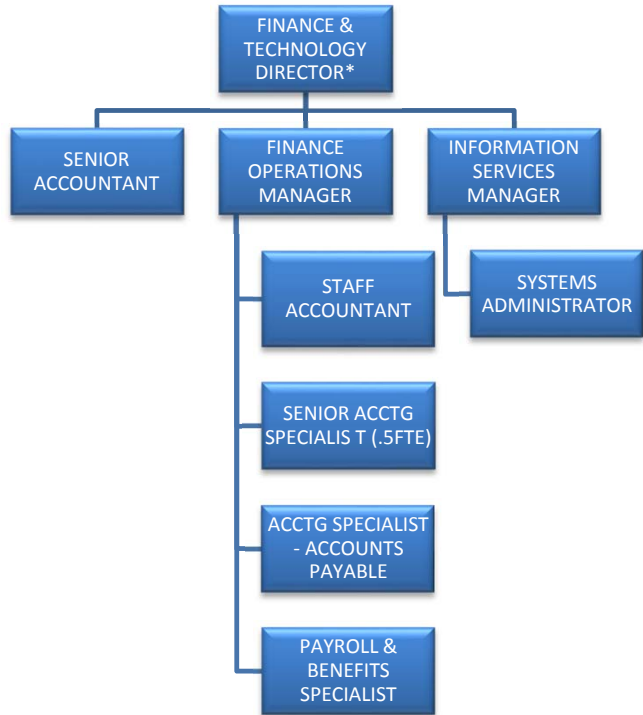 FINANCE &
TECHNOLOGY
DIRECTOR*
SENIOR
ACCOUNTANT
FINANCE
OPERATIONS
MANAGER
INFORMATION
SERVICES
MANAGER
STAFF
ACCOUNTANT
SYSTEMS
ADMINISTRATOR
SENIOR ACCTG
SPECIALIS T (.5FTE)
ACCTG SPECIALIST
- ACCOUNTS
PAYABLE
PAYROLL &
BENEFITS
SPECIALIST